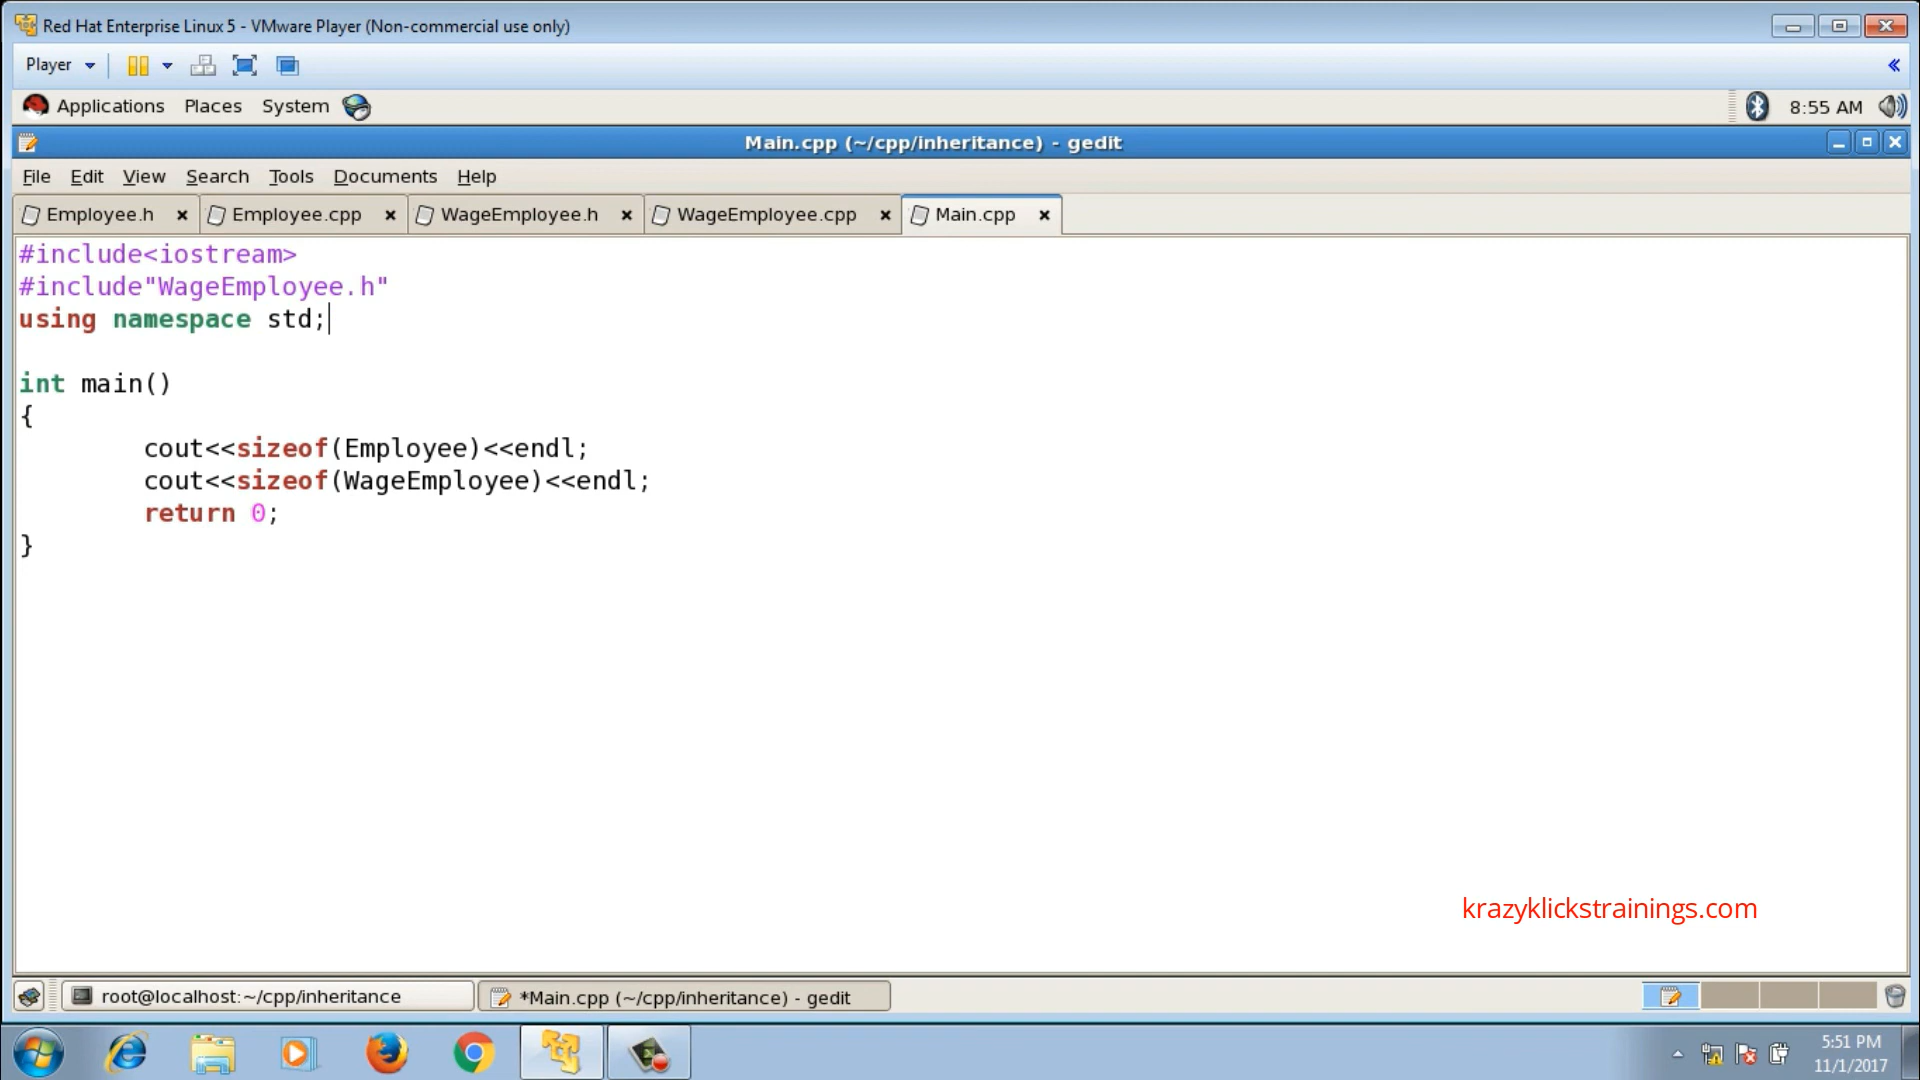 Red Hat Enterprise Linux 5 - VMware Player (Non-commercial use only)
Player
Applications Places System 8:55 AM
Main.cpp (~/cpp/inheritance) - gedit
File Edit View Search Tools Documents Help
Employee.h Employee.cpp WageEmployee.h WageEmployee.cpp Main.cpp
#include<iostream>
#include"WageEmployee.h"
using namespace std;
int main()
{
cout<<sizeof(Employee)<<endl;
cout<<sizeof(WageEmployee)<<endl;
return 0;
}
krazyklickstrainings.com
root@localhost:~/cpp/inheritance *Main.cpp (~/cpp/inheritance) - gedit
5:51 PM
11/1/2017